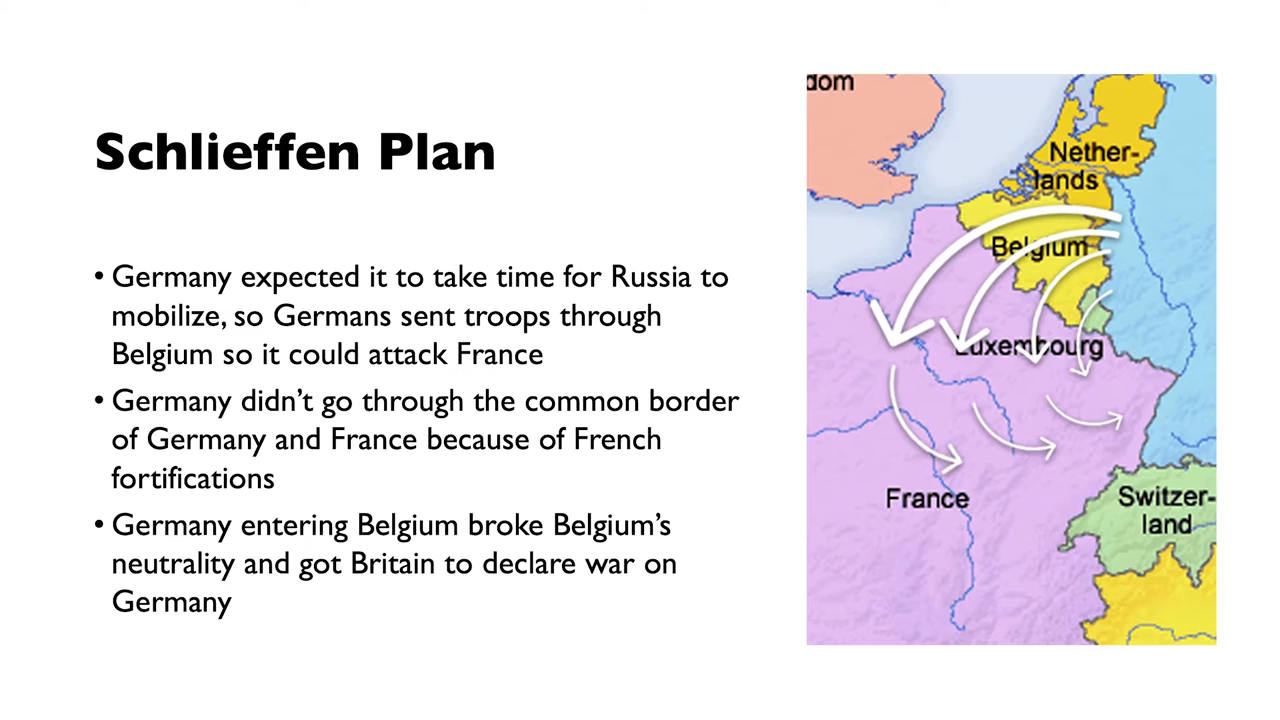 Schlieffen Plan
• Germany expected it to take time for Russia to
mobilize, so Germans sent troops through
Belgium so it could attack France
• Germany didn’t go through the common border
of Germany and France because of French
fortifications
• Germany entering Belgium broke Belgium’s
neutrality and got Britain to declare war on
Germany
dom
Nether-
lands
Belgium
Luxembourg
France
Switzer-
land